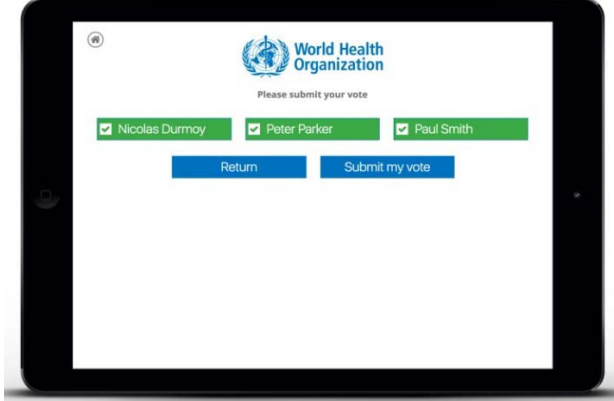 World Health
Organization
Please submit your vote
Nicolas Durmoy
Peter Parker
Paul Smith
Return
Submit my vote